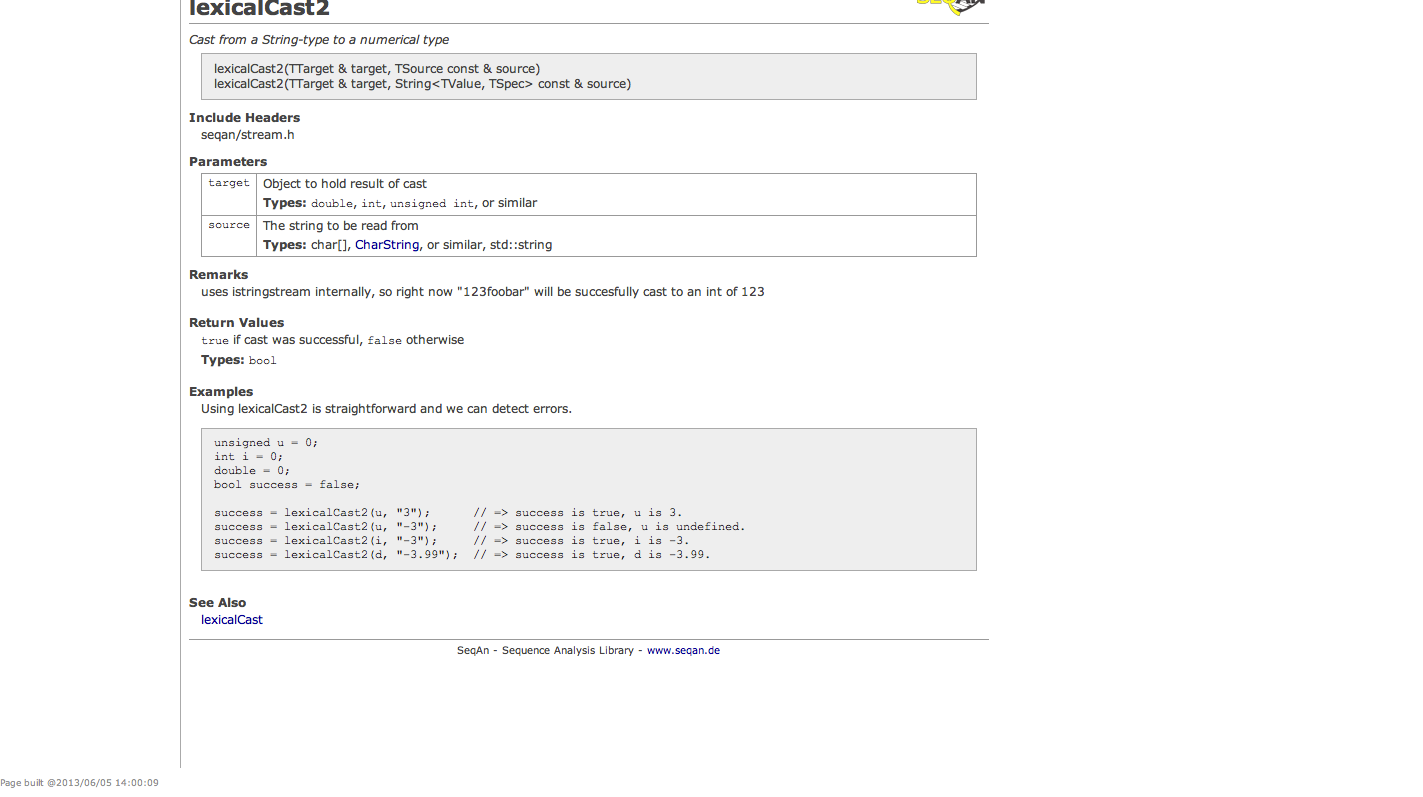 lexicalCast2
Cast from a String-type to a numerical type
lexicalCast2(TTarget & target, TSource const & source)
lexicalCast2(TTarget & target, String<TValue, TSpec> const & source)
Include Headers
seqan/stream.h
Parameters
target Object to hold result of cast
Types: double, int, unsigned int, or similar
source The string to be read from
Types: char[], CharString, or similar, std::string
Remarks
uses istringstream internally, so right now "123foobar" will be succesfully cast to an int of 123
Return Values
true if cast was successful, false otherwise
Types: bool
Examples
Using lexicalCast2 is straightforward and we can detect errors.
unsigned u = 0;
int i = 0;
double = 0;
bool success = false;
success = lexicalCast2(u, "3");      // => success is true, u is 3.
success = lexicalCast2(u, "-3");     // => success is false, u is undefined.
success = lexicalCast2(i, "-3");     // => success is true, i is -3.
success = lexicalCast2(d, "-3.99");  // => success is true, d is -3.99.
See Also
lexicalCast
SeqAn - Sequence Analysis Library - www.seqan.de
Page built @2013/06/05 14:00:09